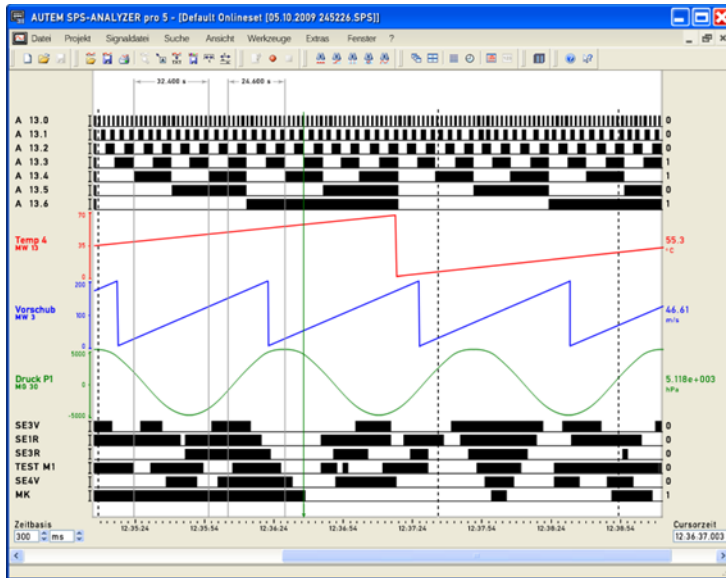 AUTEM SPS-ANALYZER pro 5 - [Default Onlineset [05.10.2009 245226.SPS]]
Datei Projekt Signaldatei Suche Ansicht Werkzeuge Extras Fenster ?
32.400 s 24.600 s
A 13.0 0
A 13.1 0
A 13.2 0
A 13.3 1
A 13.4 1
A 13.5 0
A 13.6 1
70
Temp 4 35 55.3
MW 13 °C
0
200
Vorschub 100 46.61
MW 3 m/s
0
5000
Druck P1 0 5.118e+003
MD 30 hPa
-5000
SE3V 0
SE1R 0
SE3R 0
TEST M1 0
SE4V 0
MK 1
Zeitbasis 12:35:24 12:35:54 12:36:24 12:36:54 12:37:24 12:37:54 12:38:24 12:38:54 Cursorzeit
300 ms 12.36:37.003